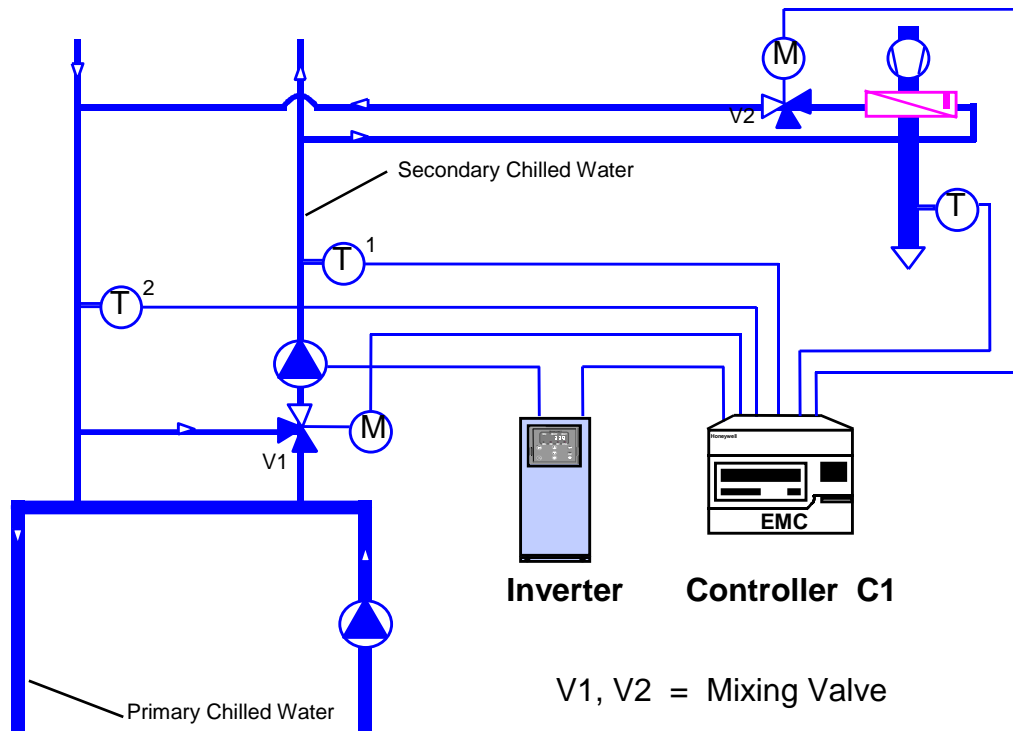 M
V2
Secondary Chilled Water
T
T 1
T 2
M
V1
Honeywell
EMC
Inverter
Controller C1
V1, V2 = Mixing Valve
Primary Chilled Water